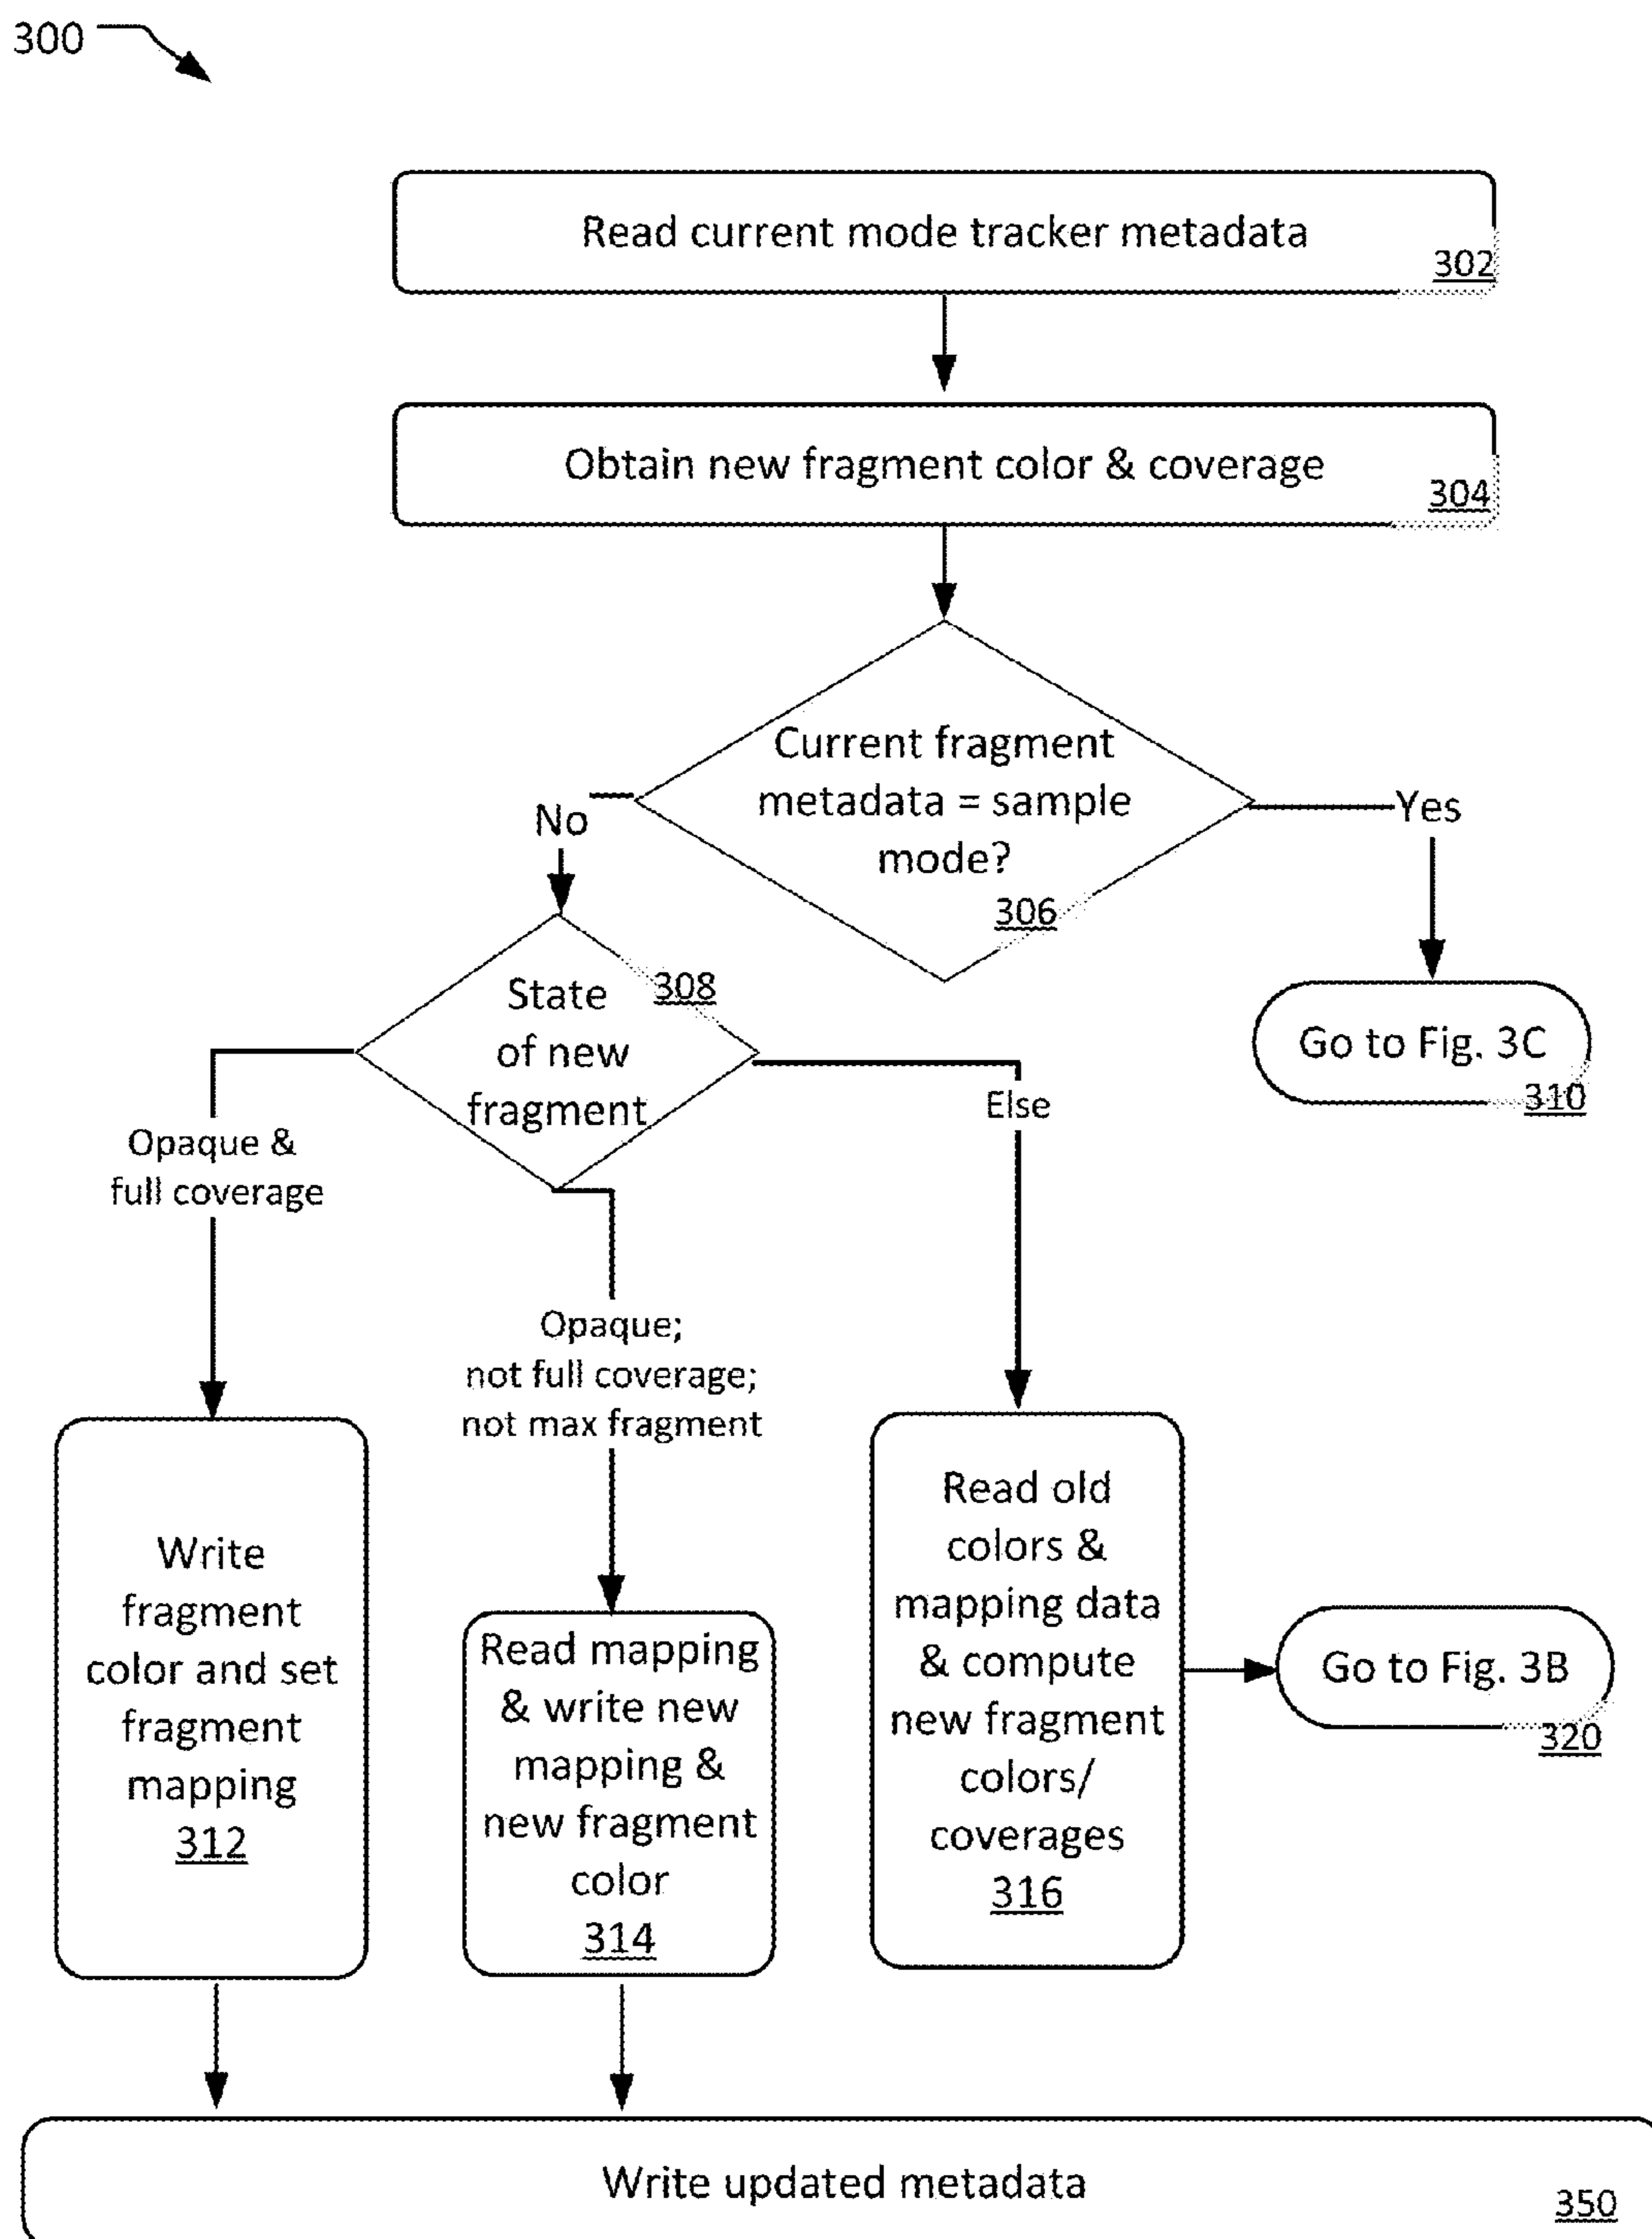 300
Read current mode tracker metadata
302
Obtain new fragment color & coverage
304
Current fragment
metadata = sample
mode?
306
No
Yes
State
of new
fragment
308
Go to Fig. 3C
310
Opaque &
full coverage
Else
Opaque;
not full coverage;
not max fragment
Write
fragment
color and set
fragment
mapping
312
Read mapping
& write new
mapping &
new fragment
color
314
Read old
colors &
mapping data
& compute
new fragment
colors/
coverages
316
Go to Fig. 3B
320
Write updated metadata
350